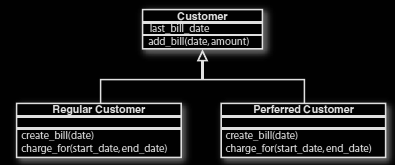 Customer
last_bill_date
add_bill(date, amount)
Regular Customer
create_bill(date)
charge_for(start_date, end_date)
Perferred Customer
create_bill(date)
charge_for(start_date, end_date)